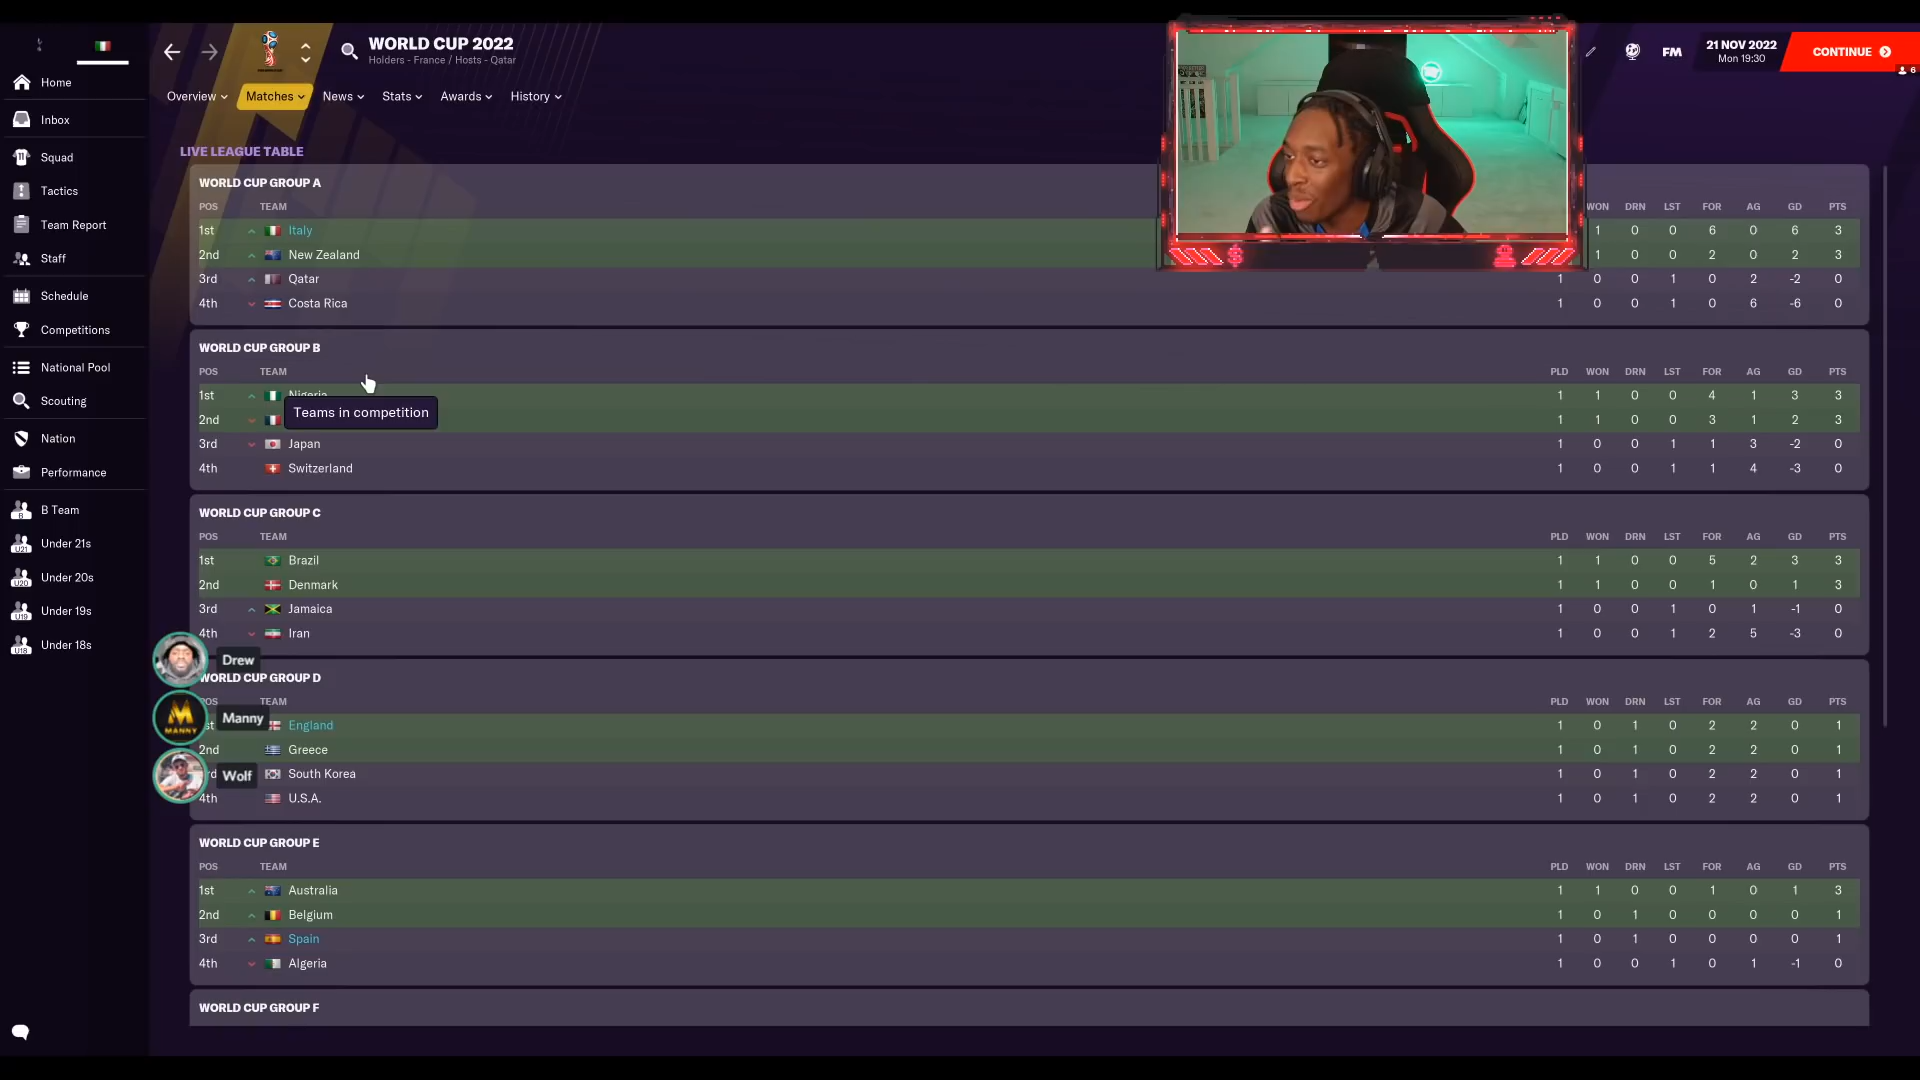 WORLD CUP 2022
Holders - France / Hosts - Qatar
FM
21 NOV 2022
Mon 19:30
CONTINUE
6
Home
Inbox
Squad
Tactics
Team Report
Staff
Schedule
Competitions
National Pool
Scouting
Nation
Performance
B Team
Under 21s
Under 20s
Under 19s
Under 18s
Overview
Matches
News
Stats
Awards
History
LIVE LEAGUE TABLE
WORLD CUP GROUP A
POS TEAM WON DRN LST FOR AG GD PTS
1st Italy 1 0 0 6 0 6 3
2nd New Zealand 1 0 0 2 0 2 3
3rd Qatar 1 0 0 1 0 2 -2 0
4th Costa Rica 1 0 0 1 0 6 -6 0
WORLD CUP GROUP B
POS TEAM PLD WON DRN LST FOR AG GD PTS
1st Nigeria 1 1 0 0 4 1 3 3
Teams in competition
2nd 1 1 0 0 3 1 2 3
3rd Japan 1 0 0 1 1 3 -2 0
4th Switzerland 1 0 0 1 1 4 -3 0
WORLD CUP GROUP C
POS TEAM PLD WON DRN LST FOR AG GD PTS
1st Brazil 1 1 0 0 5 2 3 3
2nd Denmark 1 1 0 0 1 0 1 3
3rd Jamaica 1 0 0 1 0 1 -1 0
4th Iran 1 0 0 1 2 5 -3 0
Drew
WORLD CUP GROUP D
POS TEAM PLD WON DRN LST FOR AG GD PTS
Manny
MANNY
England 1 0 1 0 2 2 0 1
2nd Greece 1 0 1 0 2 2 0 1
Wolf
South Korea 1 0 1 0 2 2 0 1
4th U.S.A. 1 0 1 0 2 2 0 1
WORLD CUP GROUP E
POS TEAM PLD WON DRN LST FOR AG GD PTS
1st Australia 1 1 0 0 1 0 1 3
2nd Belgium 1 0 1 0 0 0 0 1
3rd Spain 1 0 1 0 0 0 0 1
4th Algeria 1 0 0 1 0 1 -1 0
WORLD CUP GROUP F